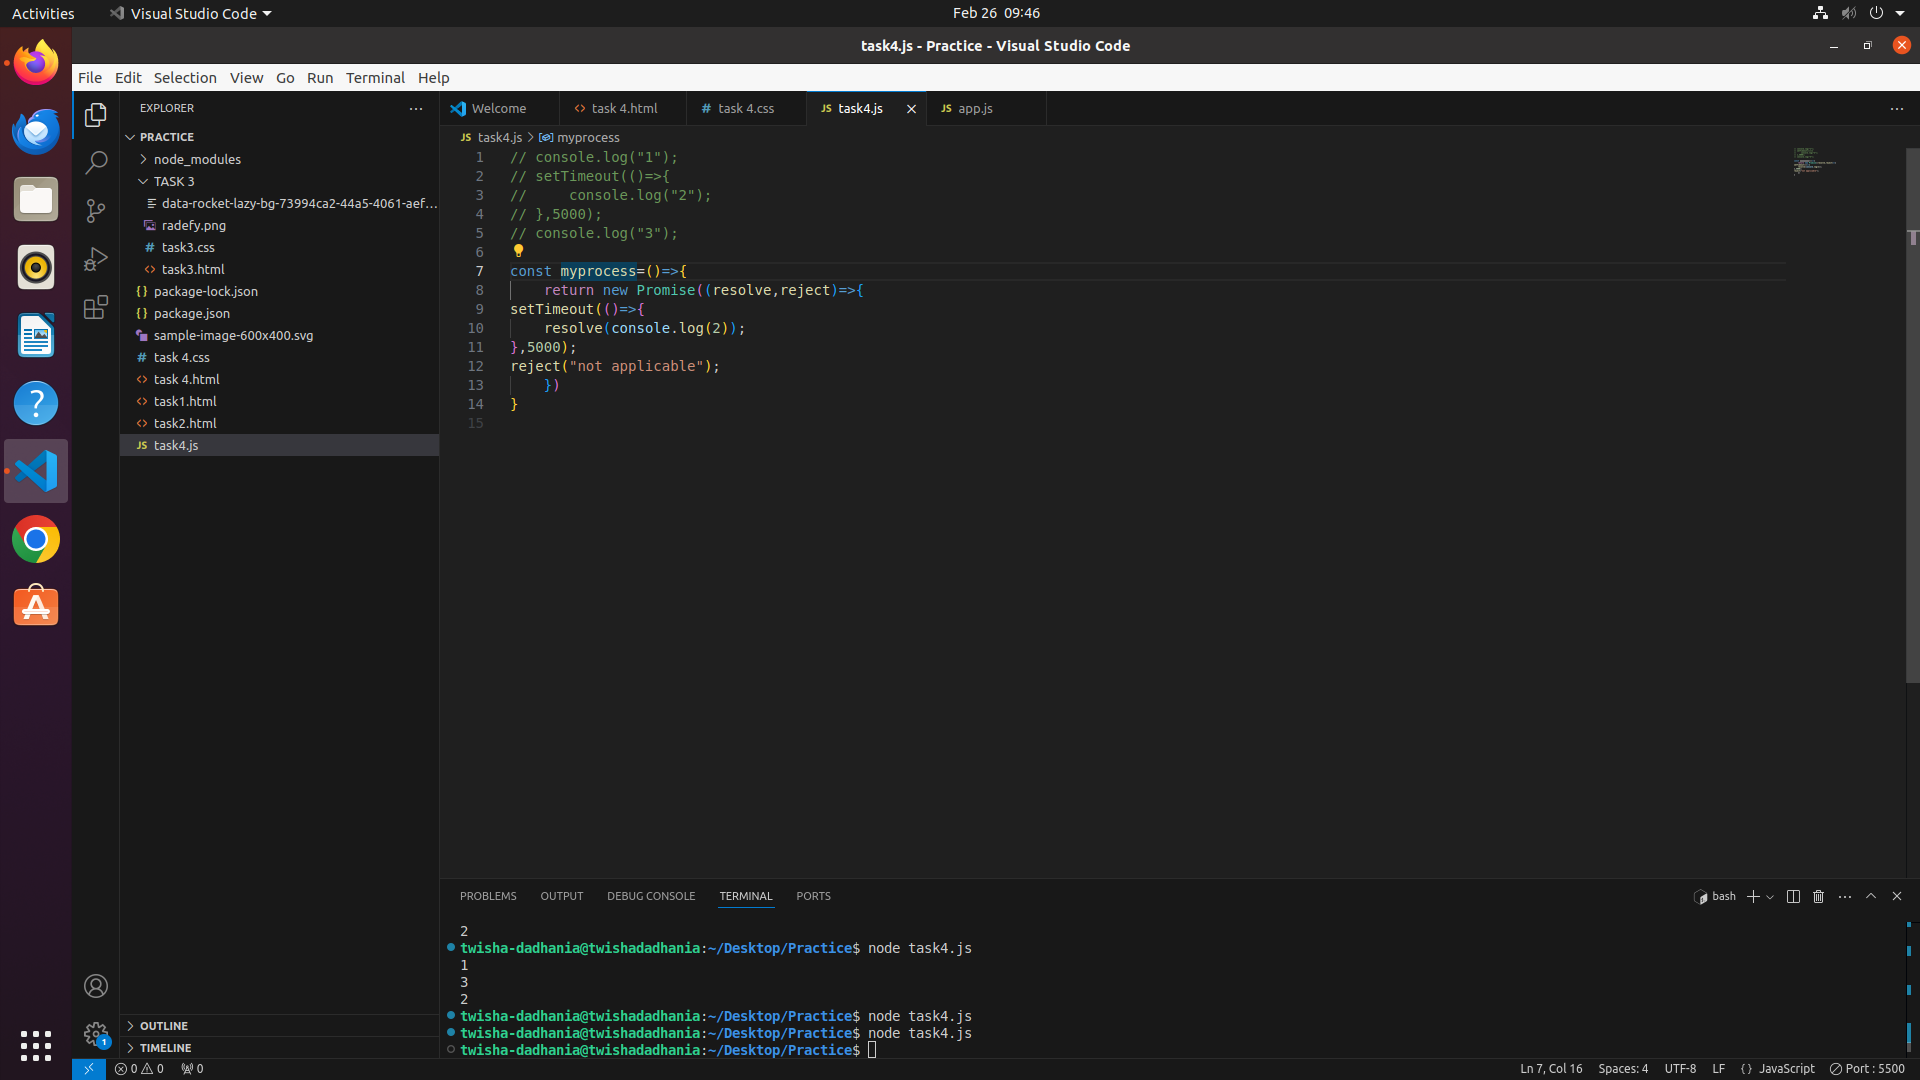 Activities Visual Studio Code Feb 26 09:46
task4.js - Practice - Visual Studio Code
File Edit Selection View Go Run Terminal Help
EXPLORER
PRACTICE
node_modules
TASK 3
data-rocket-lazy-bg-73994ca2-44a5-4061-aef...
radefy.png
# task3.css
<> task3.html
{} package-lock.json
{} package.json
sample-image-600x400.svg
# task 4.css
<> task 4.html
<> task1.html
<> task2.html
JS task4.js
OUTLINE
TIMELINE
Welcome <> task 4.html # task 4.css JS task4.js JS app.js
JS task4.js > myprocess
1 // console.log("1");
2 // setTimeout(()=>{
3 //     console.log("2");
4 // },5000);
5 // console.log("3");
6
7 const myprocess=()=>{
8     return new Promise((resolve,reject)=>{
9 setTimeout(()=>{
10     resolve(console.log(2));
11 },5000);
12 reject("not applicable");
13     })
14 }
15
PROBLEMS OUTPUT DEBUG CONSOLE TERMINAL PORTS bash
2
twisha-dadhania@twishadadhania:~/Desktop/Practice$ node task4.js
1
3
2
twisha-dadhania@twishadadhania:~/Desktop/Practice$ node task4.js
twisha-dadhania@twishadadhania:~/Desktop/Practice$ node task4.js
twisha-dadhania@twishadadhania:~/Desktop/Practice$
1
0 0 0 Ln 7, Col 16 Spaces: 4 UTF-8 LF {} JavaScript Port : 5500